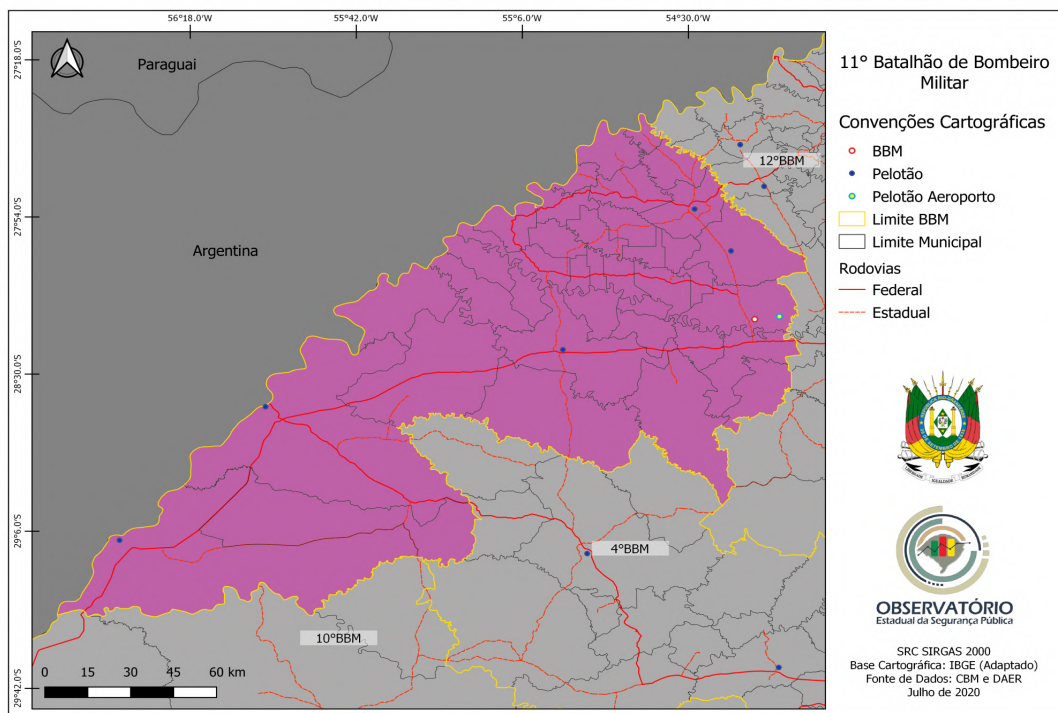 56°18.0'W
55°42.0'W
55°6.0'W
54°30.0'W
27°18.0'S
27°54.0'S
28°30.0'S
29°6.0'S
29°42.0'S
Paraguai
Argentina
12°BBM
4°BBM
10°BBM
0 15 30 45 60 km
11° Batalhão de Bombeiro
Militar
Convenções Cartográficas
BBM
Pelotão
Pelotão Aeroporto
Limite BBM
Limite Municipal
Rodovias
Federal
Estadual
IGUALDADE
OBSERVATÓRIO
Estadual da Segurança Pública
SRC SIRGAS 2000
Base Cartográfica: IBGE (Adaptado)
Fonte de Dados: CBM e DAER
Julho de 2020